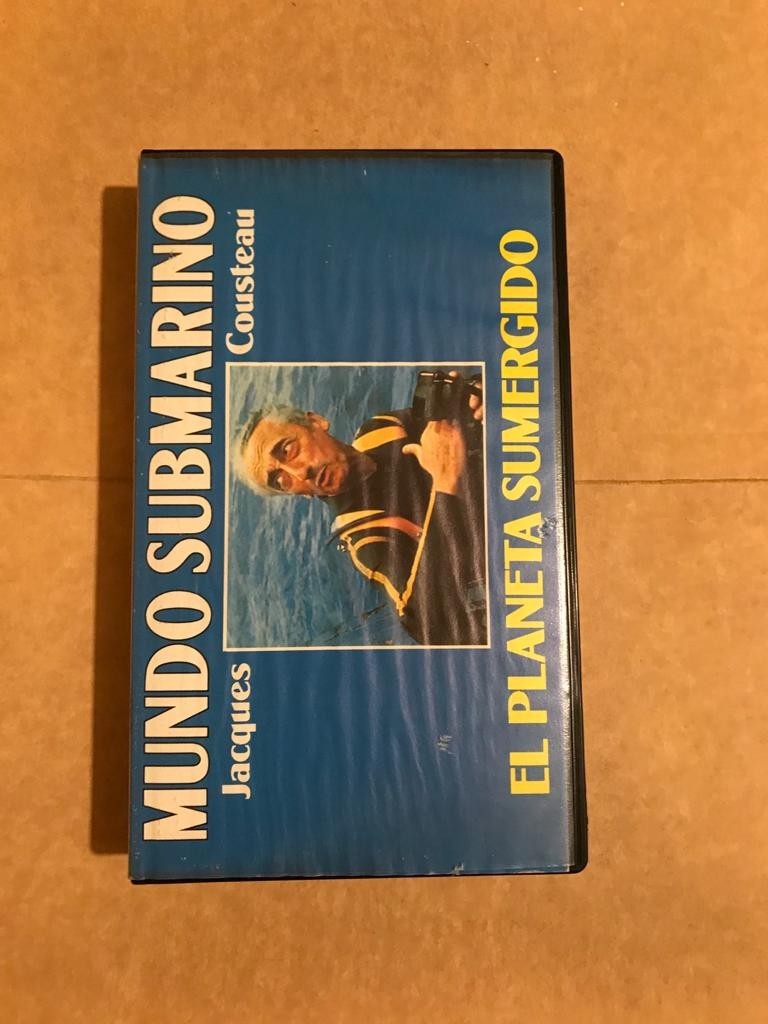 MUNDO SUBMARINO
Jacques Cousteau
EL PLANETA SUMERGIDO